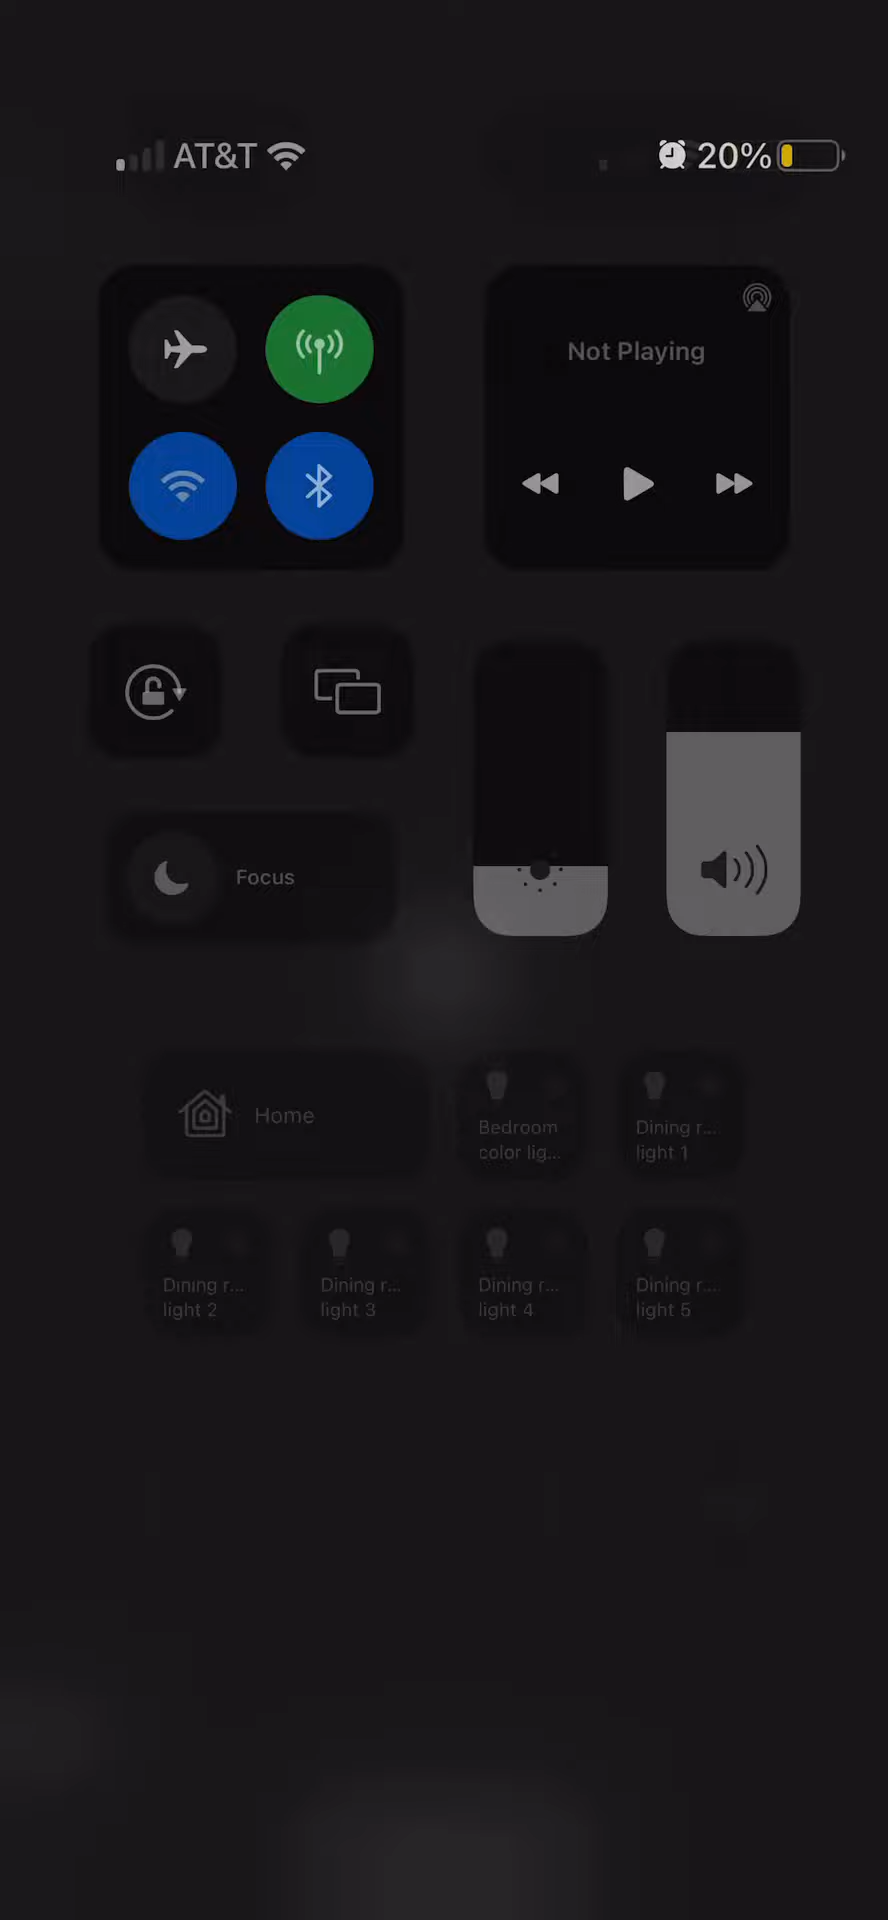 AT&T 20%
Not Playing
Focus
Home
Bedroom
color lig...
Dining r...
light 1
Dining r...
light 2
Dining r...
light 3
Dining r...
light 4
Dining r...
light 5